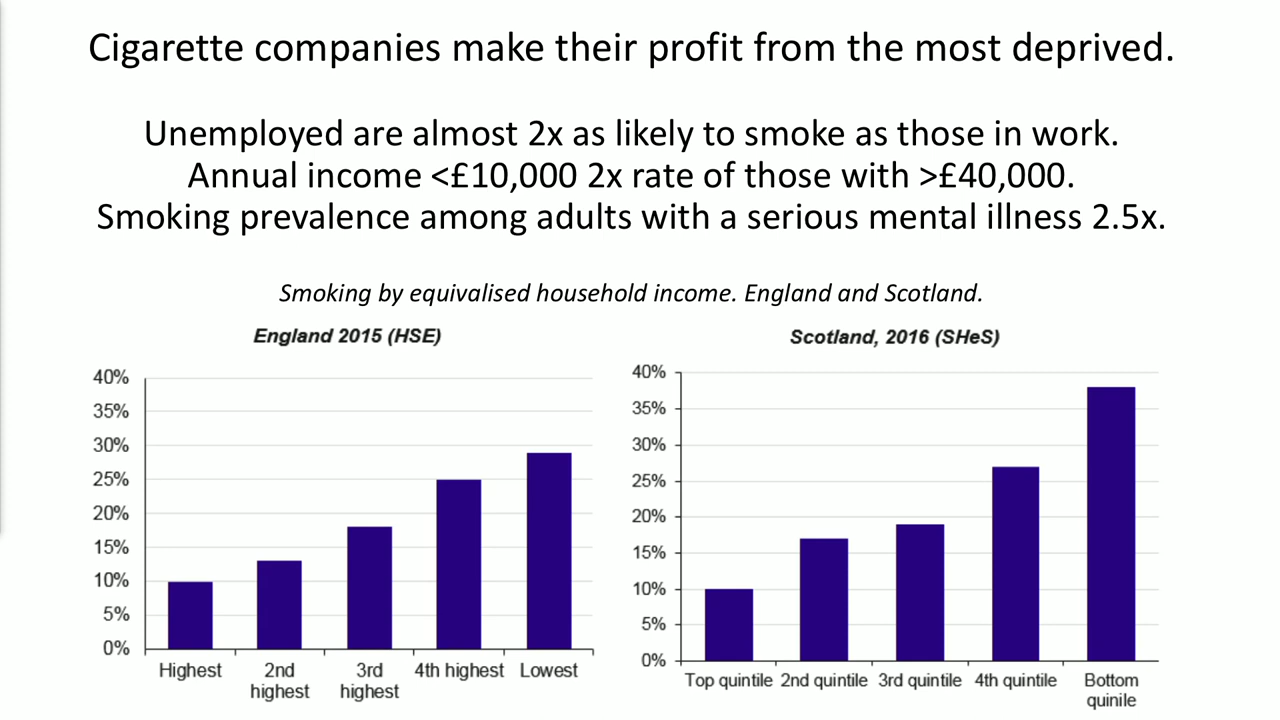 Cigarette companies make their profit from the most deprived.
Unemployed are almost 2x as likely to smoke as those in work.
Annual income <£10,000 2x rate of those with >£40,000.
Smoking prevalence among adults with a serious mental illness 2.5x.
Smoking by equivalised household income. England and Scotland.
England 2015 (HSE)
40%
35%
30%
25%
20%
15%
10%
5%
0%
Highest
2nd
highest
3rd
highest
4th highest
Lowest
Scotland, 2016 (SHeS)
40%
35%
30%
25%
20%
15%
10%
5%
0%
Top quintile
2nd quintile
3rd quintile
4th quintile
Bottom
quinile